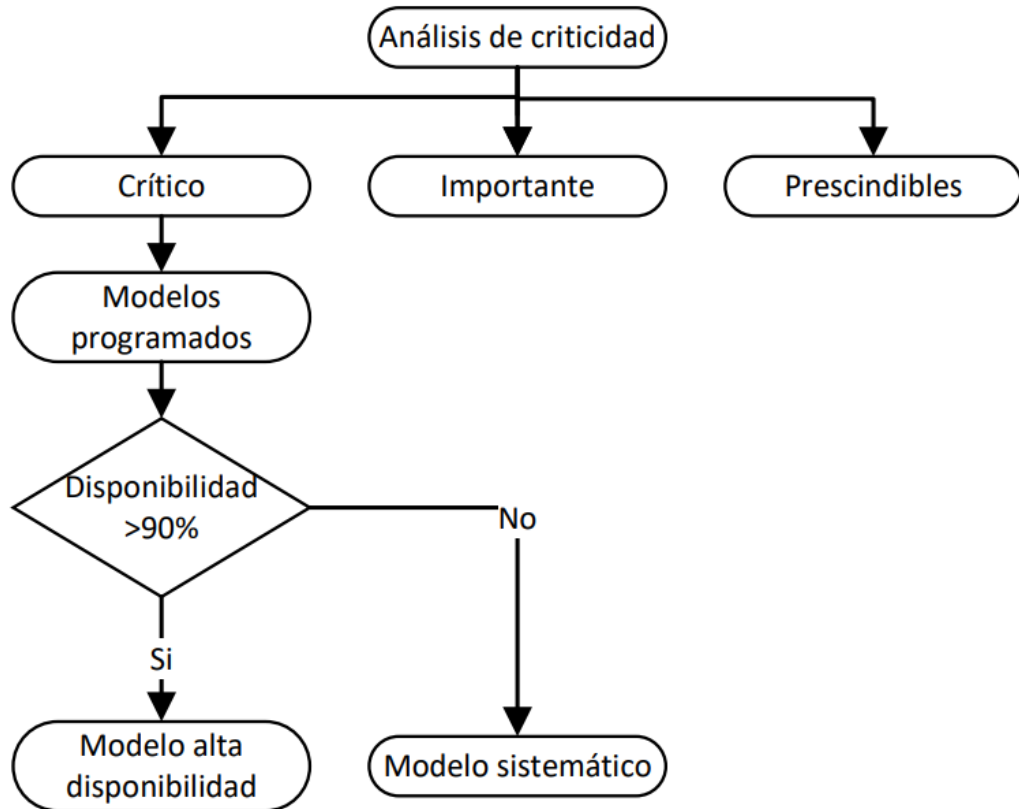 Análisis de criticidad
Crítico
Importante
Prescindibles
Modelos
programados
Disponibilidad
>90%
No
Si
Modelo alta
disponibilidad
Modelo sistemático